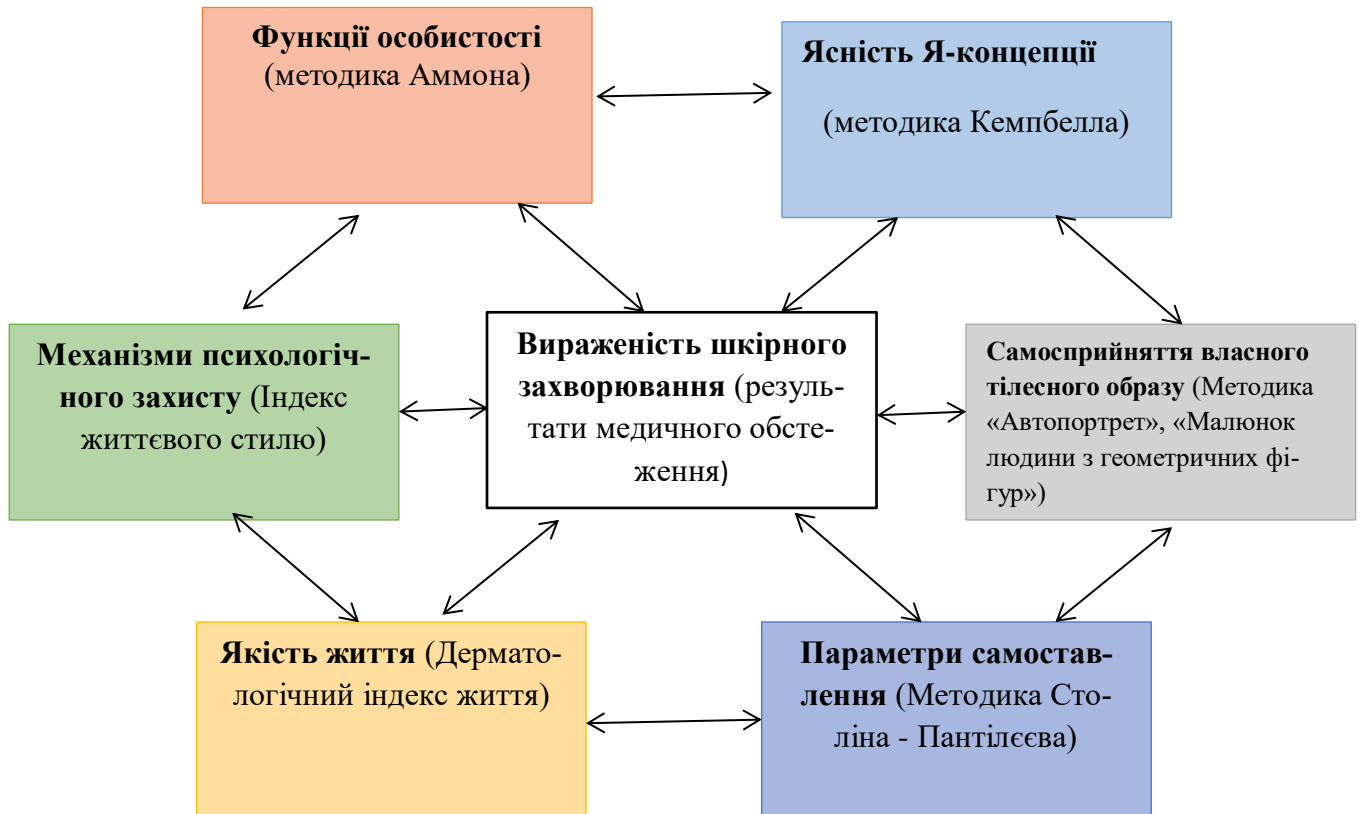 Функції особистості
(методика Аммона)
Ясність Я-концепції
(методика Кемпбелла)
Механізми психологіч-
ного захисту (Індекс
життєвого стилю)
Вираженість шкірного
захворювання (резуль-
тати медичного обсте-
ження)
Самосприйняття власного
тілесного образу (Методика
«Автопортрет», «Малюнок
людини з геометричних фі-
гур»)
Якість життя (Дермато-
логічний індекс життя)
Параметри самостав-
лення (Методика Сто-
ліна - Пантілєєва)